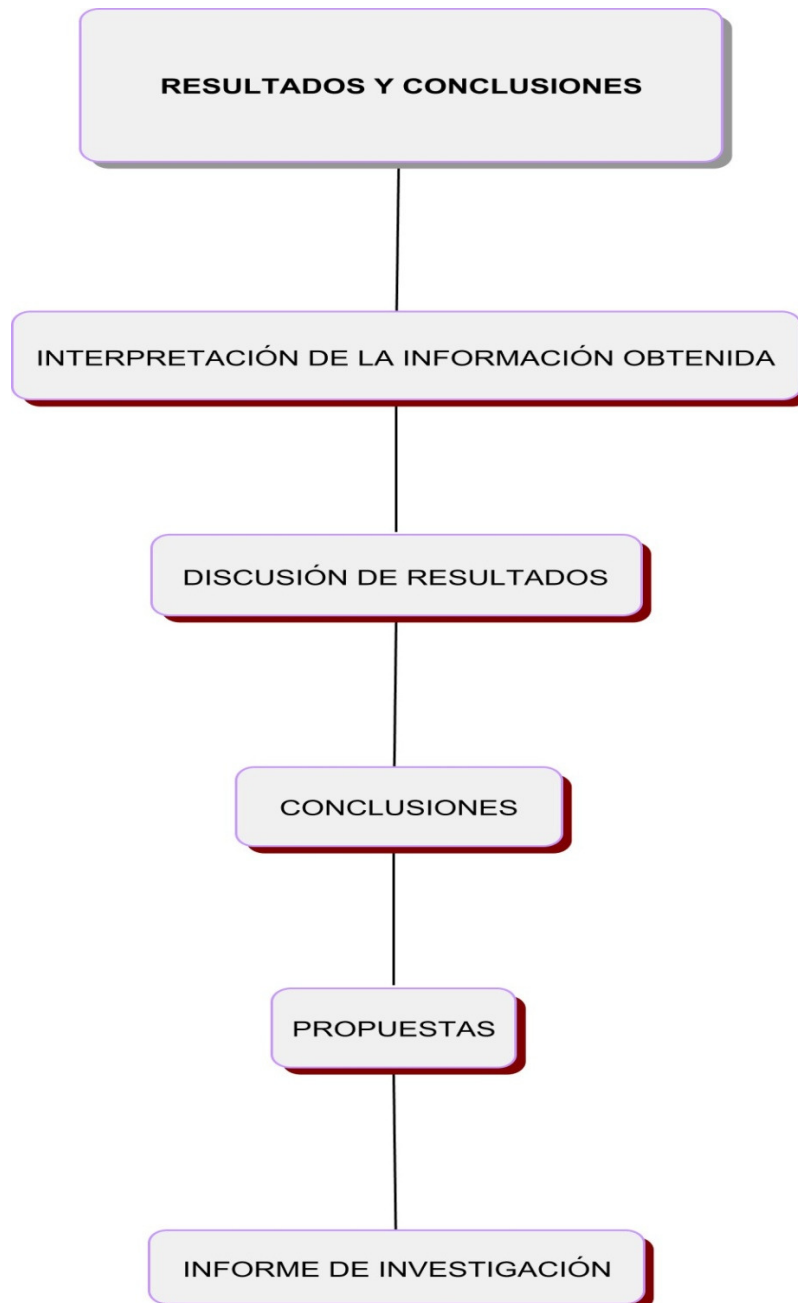 RESULTADOS Y CONCLUSIONES
INTERPRETACIÓN DE LA INFORMACIÓN OBTENIDA
DISCUSIÓN DE RESULTADOS
CONCLUSIONES
PROPUESTAS
INFORME DE INVESTIGACIÓN